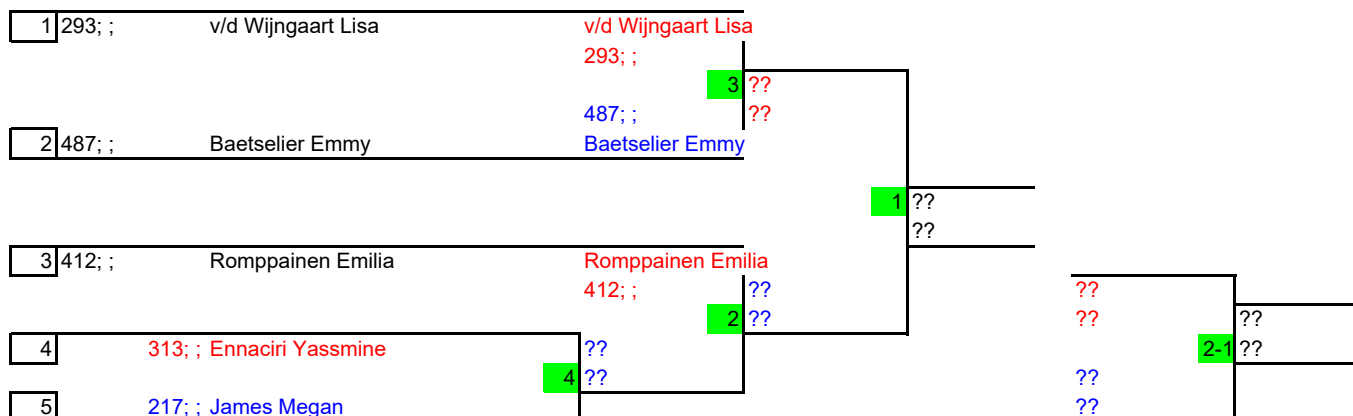 1 293; ; v/d Wijngaart Lisa v/d Wijngaart Lisa
293; ;
3 ??
487; ; ??
2 487; ; Baetselier Emmy Baetselier Emmy
1 ??
??
3 412; ; Romppainen Emilia Romppainen Emilia
412; ; ?? ??
2 ?? ?? ??
4 313; ; Ennaciri Yassmine ?? 2-1 ??
4 ?? ??
5 217; ; James Megan ??